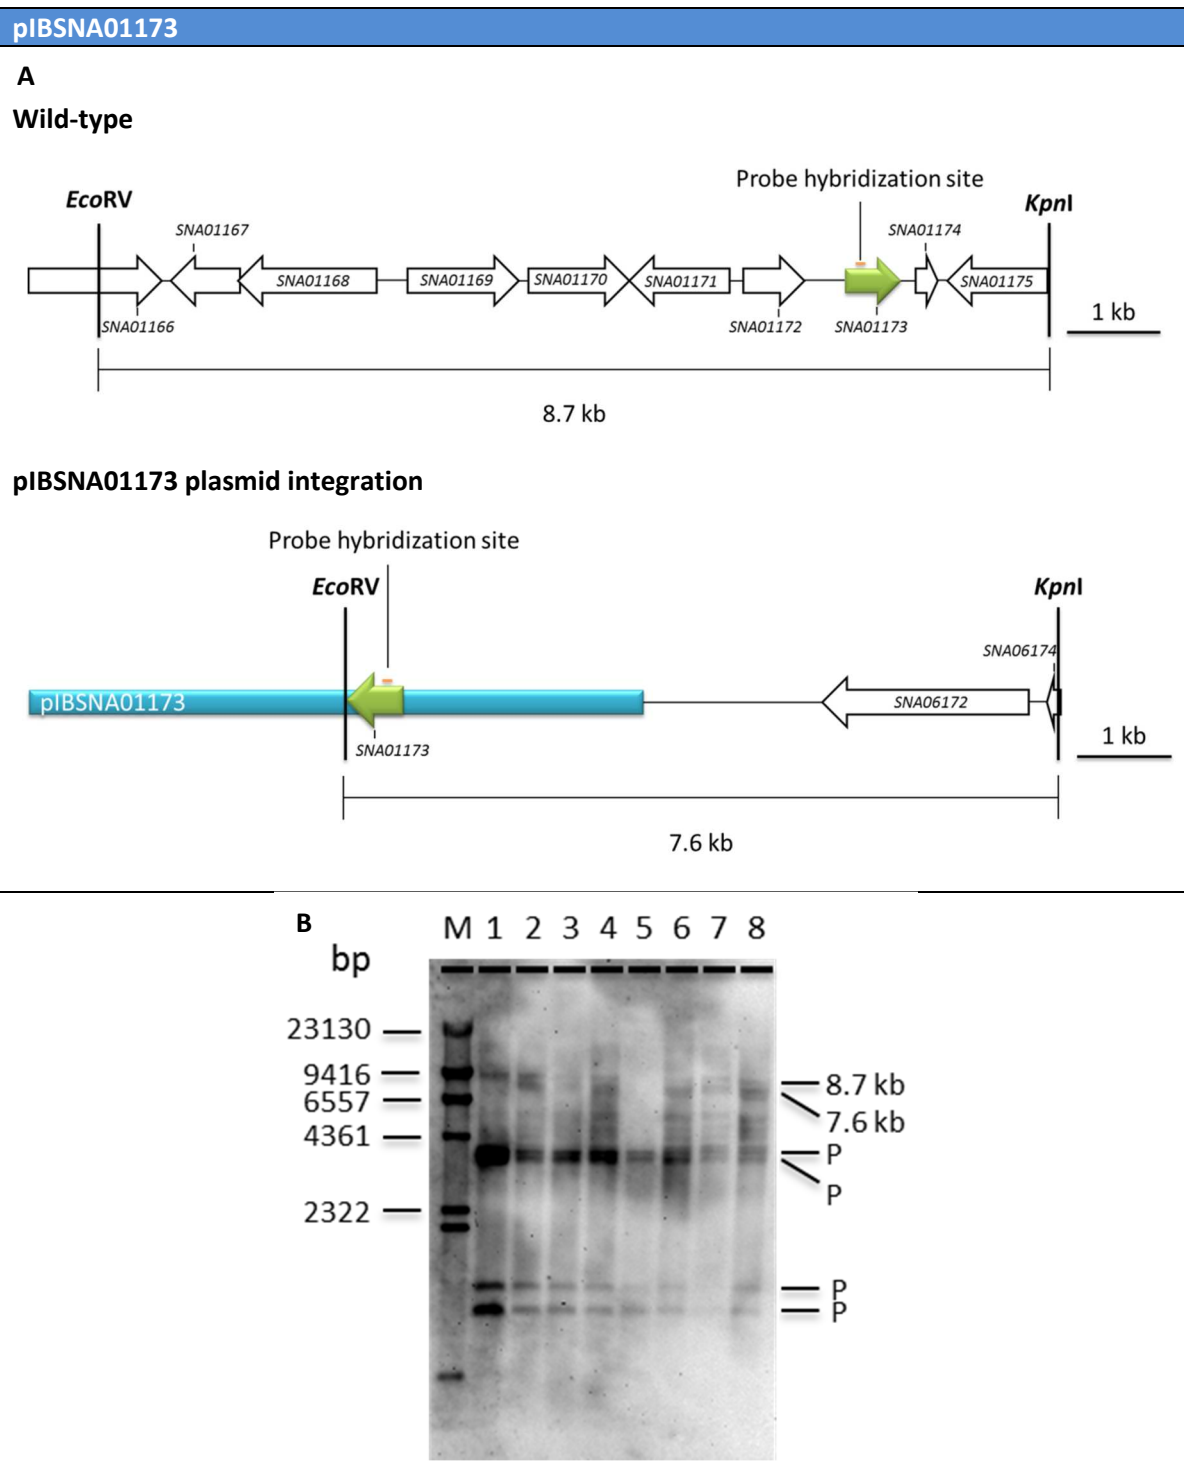 pIBSNA01173
A
Wild-type
Probe hybridization site
EcoRV
KpnI
SNA01167
SNA01174
SNA01168
SNA01169
SNA01170
SNA01171
SNA01175
SNA01166
SNA01172
SNA01173
1 kb
8.7 kb
pIBSNA01173 plasmid integration
Probe hybridization site
EcoRV
KpnI
SNA06174
pIBSNA01173
SNA06172
SNA01173
1 kb
7.6 kb
B
M 1 2 3 4 5 6 7 8
bp
23130
9416
6557
4361
2322
8.7 kb
7.6 kb
P
P
P
P